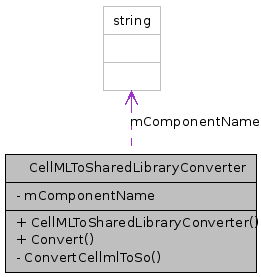 string
mComponentName
CellMLToSharedLibraryConverter
- mComponentName
+ CellMLToSharedLibraryConverter()
+ Convert()
- ConvertCellmlToSo()